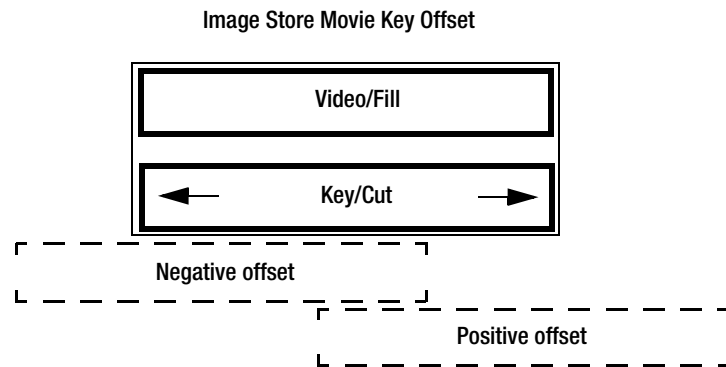 Image Store Movie Key Offset
Video/Fill
Key/Cut
Negative offset
Positive offset